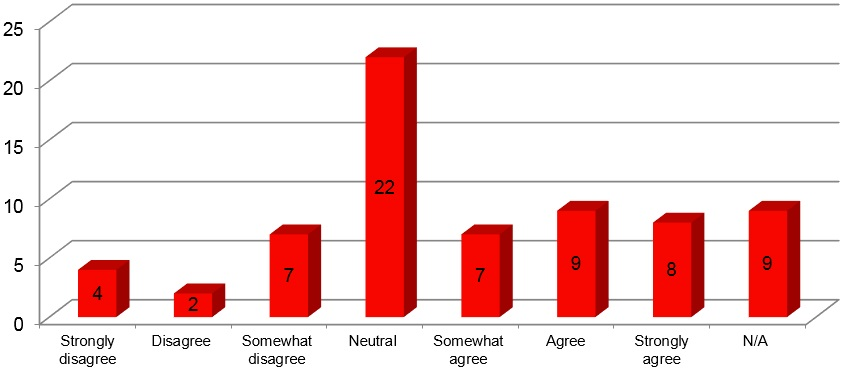 25
20
15
10
5
0
4
2
7
22
7
9
8
9
Strongly
disagree
Disagree
Somewhat
disagree
Neutral
Somewhat
agree
Agree
Strongly
agree
N/A